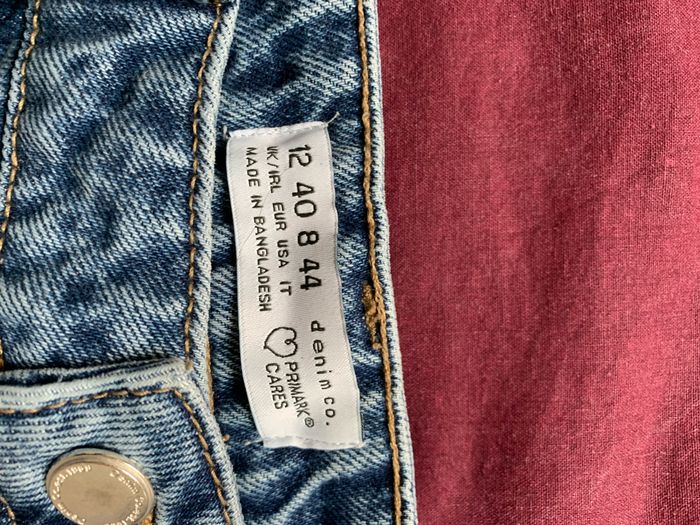 12 40 8 44
UK/IRL EUR USA IT
MADE IN BANGLADESH
denim co.
PRIMARK®
CARES